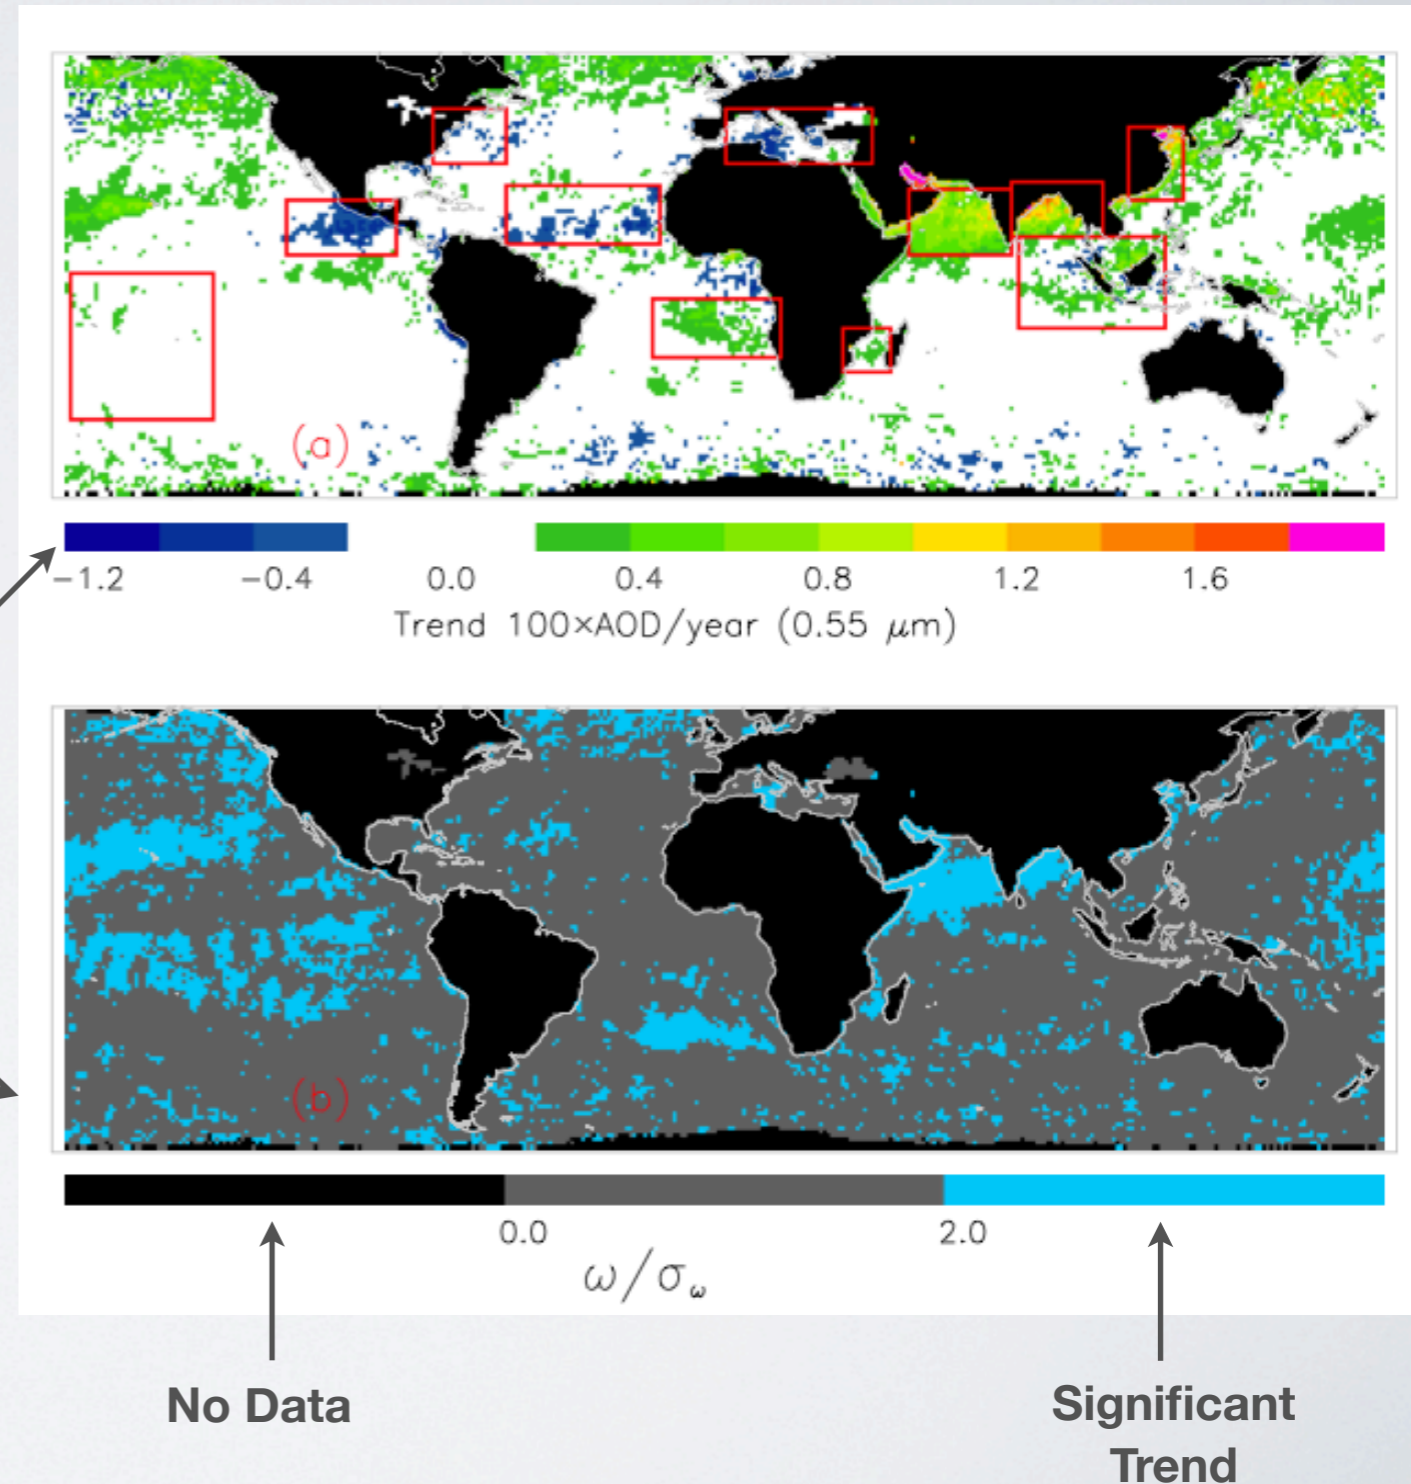 (a)
−1.2 −0.4 0.0 0.4 0.8 1.2 1.6
Trend 100×AOD/year (0.55 μm)
(b)
0.0 2.0
ω/σω
No Data
Significant
Trend